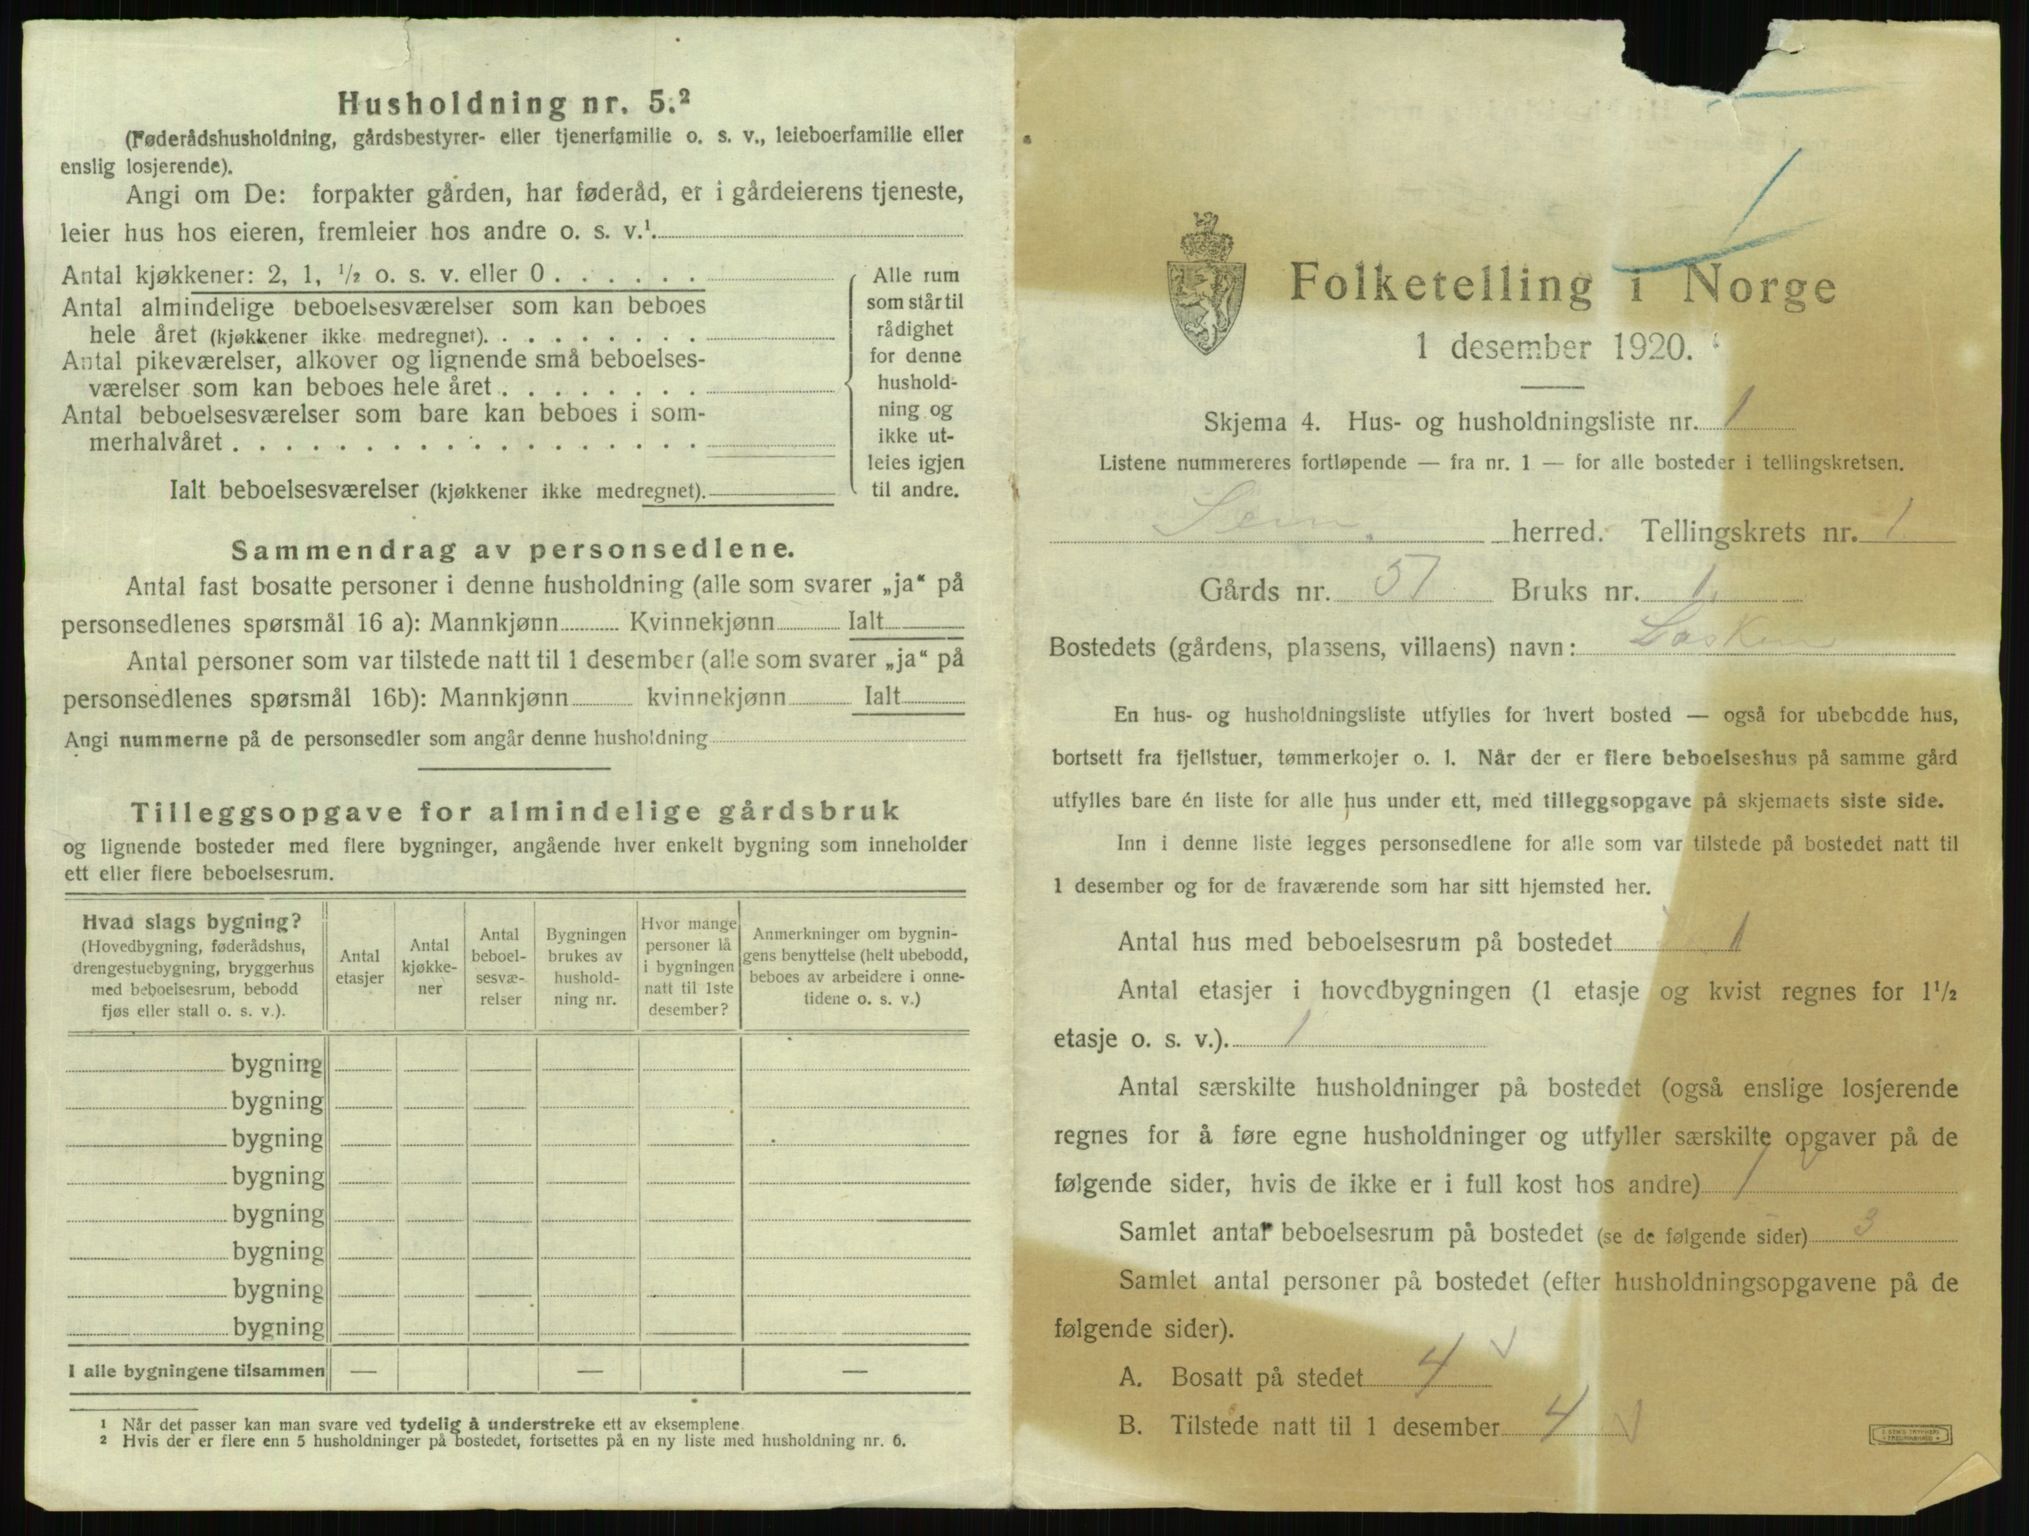 Husholdning nr. 5.²
(Føderådshusholdning, gårdsbestyrer- eller tjenerfamilie o. s. v., leieboerfamilie eller
enslig losjerende).
Angi om De: forpakter gården, har føderåd, er i gårdeierens tjeneste,
leier hus hos eieren, fremleier hos andre o. s. v.¹.
Antal kjøkkener: 2, 1, ½ o. s. v. eller 0 . . . . . .
Antal almindelige beboelsesværelser som kan beboes
hele året (kjøkkener ikke medregnet). . . . . . . . .
Antal pikeværelser, alkover og lignende små beboelses-
værelser som kan beboes hele året . . . . . . . .
Antal beboelsesværelser som bare kan beboes i som-
merhalvåret . . . . . . . . . . . . . . . . . .
Ialt beboelsesværelser (kjøkkener ikke medregnet).
Alle rum
som står til
rådighet
for denne
hushold-
ning og
ikke ut-
leies igjen
til andre.
Sammendrag av personsedlene.
Antal fast bosatte personer i denne husholdning (alle som svarer „ja“ på
personsedlenes spørsmål 16 a): Mannkjønn Kvinnekjønn Ialt
Antal personer som var tilstede natt til 1 desember (alle som svarer „ja“ på
personsedlenes spørsmål 16b): Mannkjønn kvinnekjønn Ialt
Angi nummerne på de personsedler som angår denne husholdning
Tilleggsopgave for almindelige gårdsbruk
og lignende bosteder med flere bygninger, angående hver enkelt bygning som inneholder
ett eller flere beboelsesrum.
Hvad slags bygning?
(Hovedbygning, føderådshus,
drengestuebygning, bryggerhus
med beboelsesrum, bebodd
fjøs eller stall o. s. v.).
Antal
etasjer
Antal
kjøkke-
ner
Antal
beboel-
sesvæ-
relser
Bygningen
brukes av
hushold-
ning nr.
Hvor mange
personer lå
i bygningen
natt til 1ste
desember?
Anmerkninger om bygnin-
gens benyttelse (helt ubebodd,
beboes av arbeidere i onne-
tidene o. s. v.)
bygning
bygning
bygning
bygning
bygning
bygning
bygning
bygning
I alle bygningene tilsammen — — —
¹ Når det passer kan man svare ved tydelig å understreke ett av eksemplene.
² Hvis der er flere enn 5 husholdninger på bostedet, fortsettes på en ny liste med husholdning nr. 6.
Folketelling i Norge
1 desember 1920.
Skjema 4. Hus- og husholdningsliste nr. 1
Listene nummereres fortløpende — fra nr. 1 — for alle bosteder i tellingskretsen.
Sem herred. Tellingskrets nr. 1
Gårds nr. 51 Bruks nr. 1
Bostedets (gårdens, plassens, villaens) navn:
En hus- og husholdningsliste utfylles for hvert bosted — også for ubebodde hus,
bortsett fra fjellstuer, tømmerkojer o. l. Når der er flere beboelseshus på samme gård
utfylles bare én liste for alle hus under ett, med tilleggsopgave på skjemaets siste side.
Inn i denne liste legges personsedlene for alle som var tilstede på bostedet natt til
1 desember og for de fraværende som har sitt hjemsted her.
Antal hus med beboelsesrum på bostedet 1
Antal etasjer i hovedbygningen (1 etasje og kvist regnes for 1½
etasje o. s. v.). 1
Antal særskilte husholdninger på bostedet (også enslige losjerende
regnes for å føre egne husholdninger og utfyller særskilte opgaver på de
følgende sider, hvis de ikke er i full kost hos andre) 1
Samlet antal beboelsesrum på bostedet (se de følgende sider) 3
Samlet antal personer på bostedet (efter husholdningsopgavene på de
følgende sider).
A. Bosatt på stedet 4
B. Tilstede natt til 1 desember 4